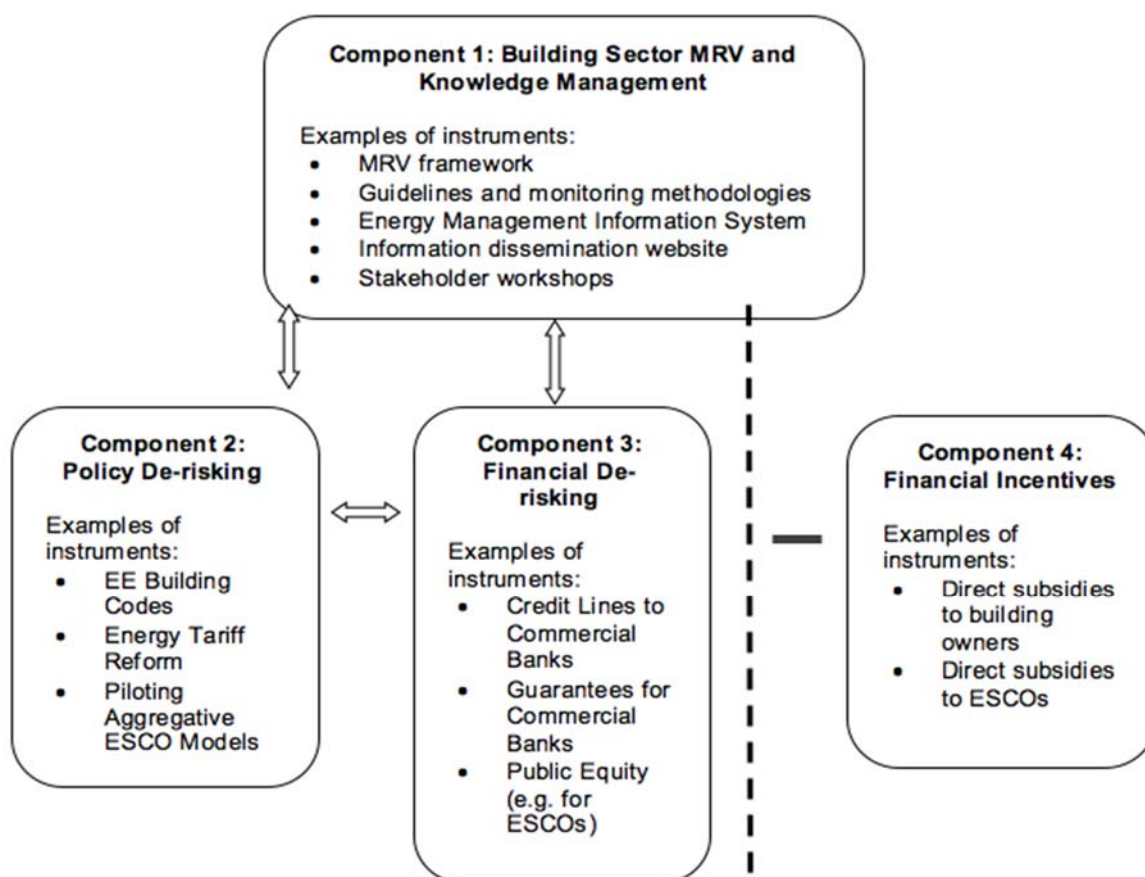 Component 1: Building Sector MRV and
Knowledge Management
Examples of instruments:
• MRV framework
• Guidelines and monitoring methodologies
• Energy Management Information System
• Information dissemination website
• Stakeholder workshops
Component 2:
Policy De-risking
Examples of
instruments:
• EE Building
Codes
• Energy Tariff
Reform
• Piloting
Aggregative
ESCO Models
Component 3:
Financial De-
risking
Examples of
instruments:
• Credit Lines to
Commercial
Banks
• Guarantees for
Commercial
Banks
• Public Equity
(e.g. for
ESCOs)
Component 4:
Financial Incentives
Examples of
instruments:
• Direct subsidies
to building
owners
• Direct subsidies
to ESCOs